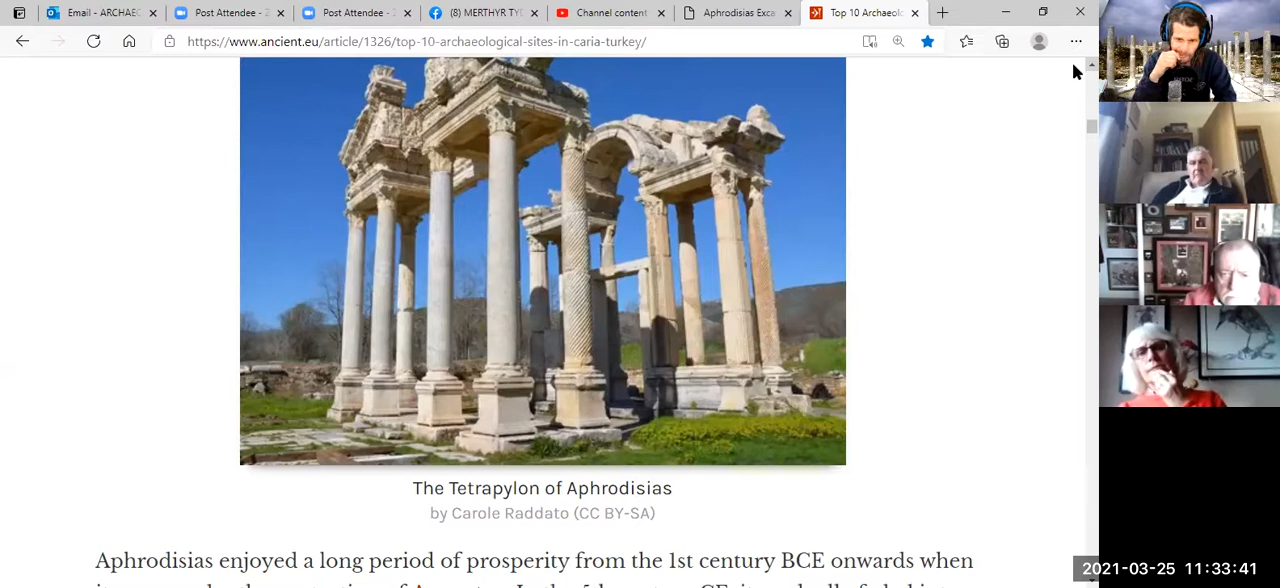 Email - ARCHAEC
Post Attendee - Z
Post Attendee -
(8) MERTHYR TY
Channel content
Aphrodisias Exca
Top 10 Archaeol
https://www.ancient.eu/article/1326/top-10-archaeological-sites-in-caria-turkey/
The Tetrapylon of Aphrodisias
by Carole Raddato (CC BY-SA)
Aphrodisias enjoyed a long period of prosperity from the 1st century BCE onwards when
2021-03-25 11:33:41